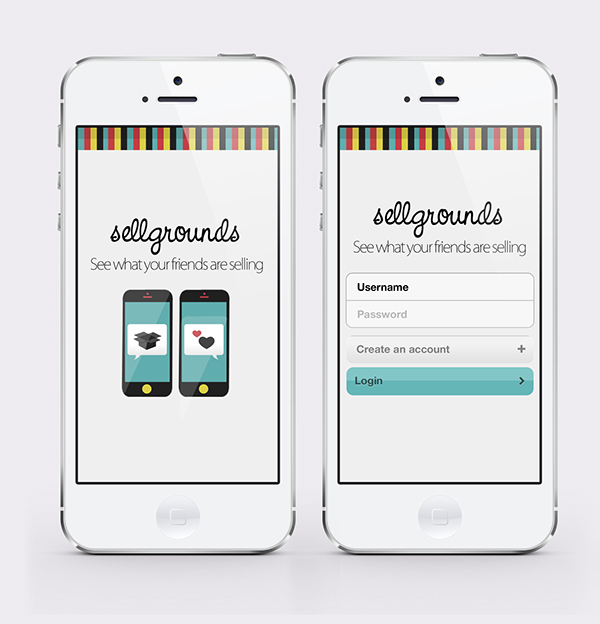 sellgrounds
See what your friends are selling
sellgrounds
See what your friends are selling
Username
Password
Create an account +
Login >